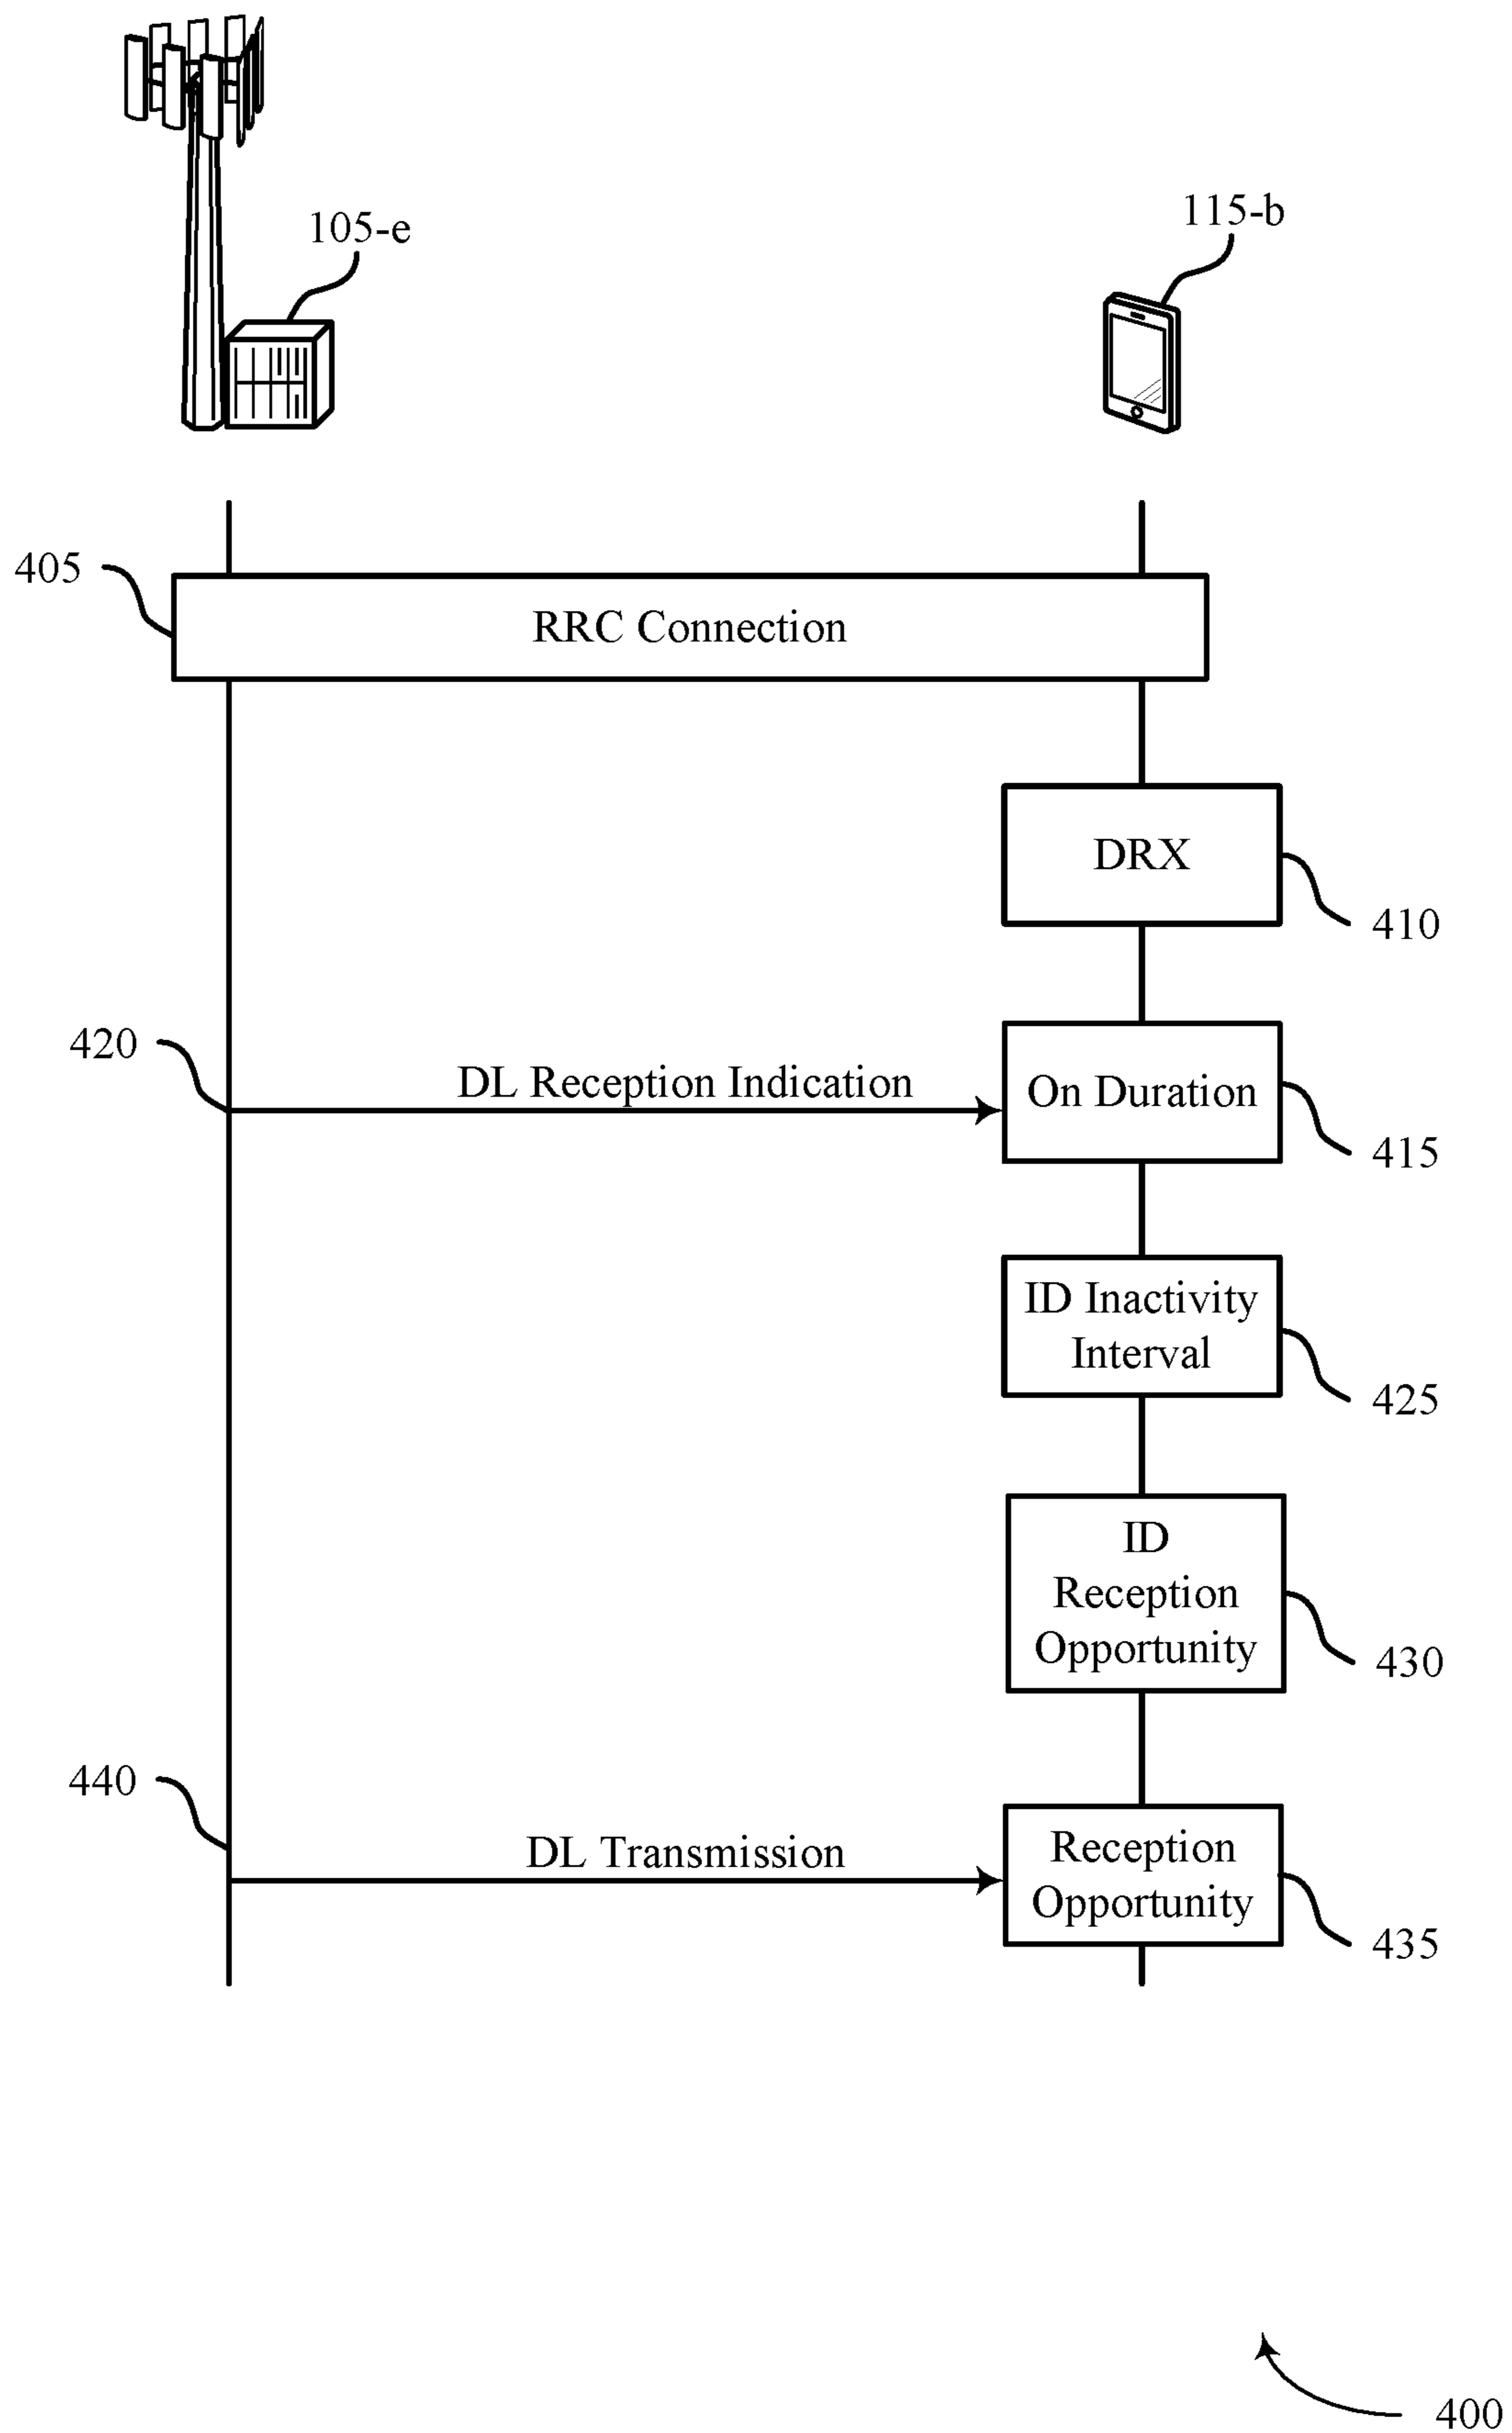 105-e
115-b
405
RRC Connection
DRX
410
420
DL Reception Indication
On Duration
415
ID Inactivity
Interval
425
ID
Reception
Opportunity
430
440
DL Transmission
Reception
Opportunity
435
400